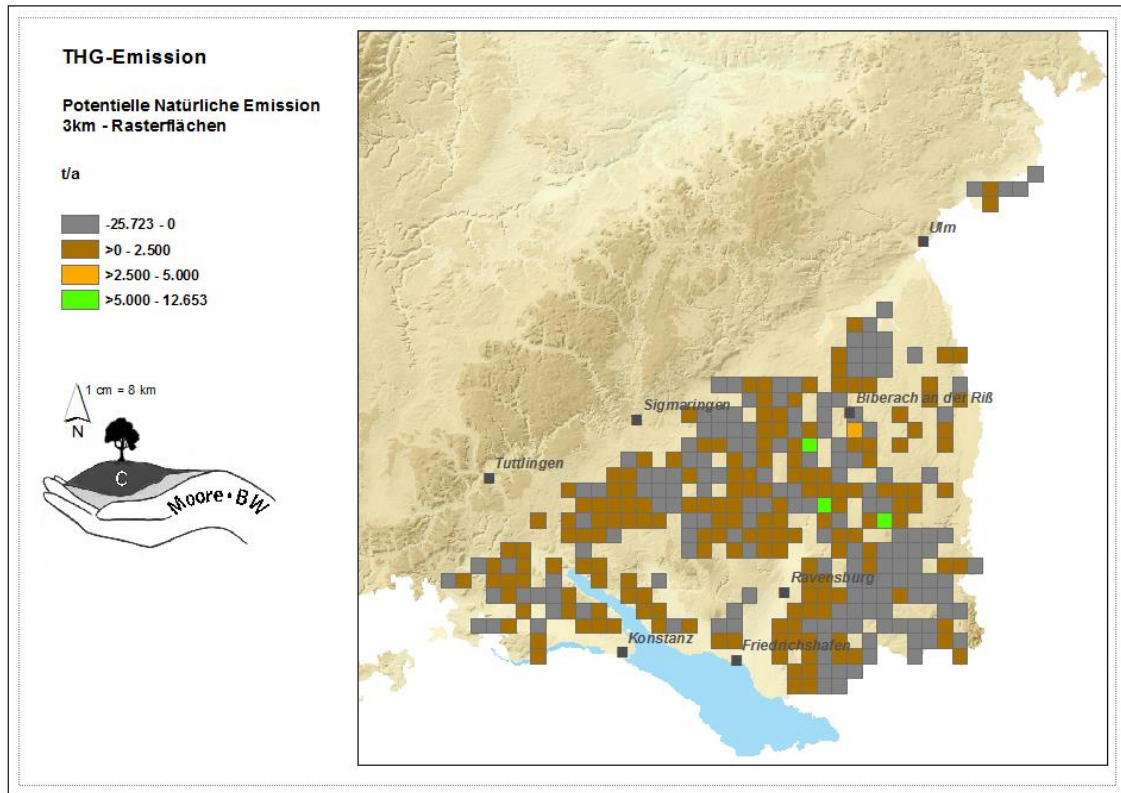 THG-Emission
Potentielle Natürliche Emission
3km - Rasterflächen
t/a
-25.723 - 0
>0 - 2.500
>2.500 - 5.000
>5.000 - 12.653
1 cm = 8 km
N
C
Moore•BW
Ulm
Biberach an der Riß
Sigmaringen
Tuttlingen
Ravensburg
Konstanz
Friedrichshafen